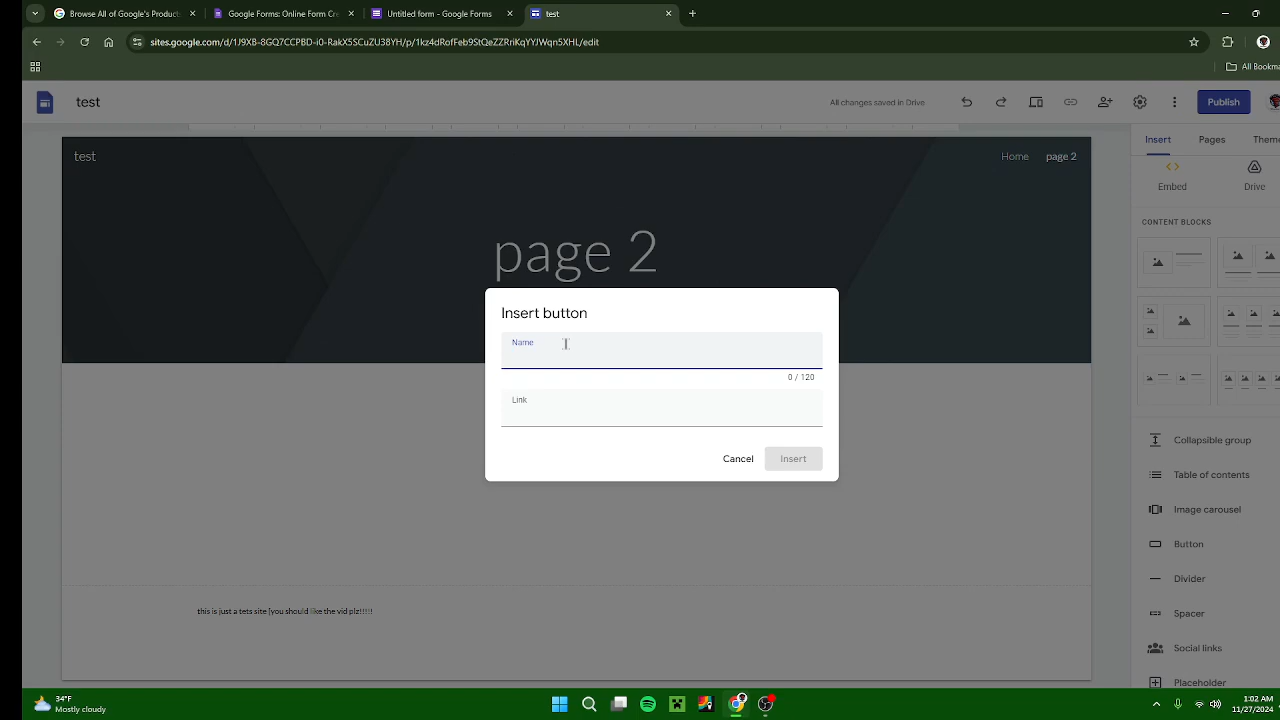 Browse All of Google's Product
Google Forms: Online Form Cre
Untitled form - Google Forms
test
sites.google.com/d/1J9XB-8GQ7CCPBD-i0-RakX5SCuZU38YH/p/1kz4dRofFeb9StQeZZRriKqYYJWqn5XHL/edit
All Bookma
test
All changes saved in Drive
Publish
test
Home
page 2
Insert
Pages
Theme
Embed
Drive
CONTENT BLOCKS
page 2
Insert button
Name
0 / 120
Link
Cancel
Insert
Collapsible group
Table of contents
Image carousel
Button
Divider
Spacer
Social links
Placeholder
this is just a tets site [you should like the vid plz!!!!!
34°F
Mostly cloudy
1:02 AM
11/27/2024